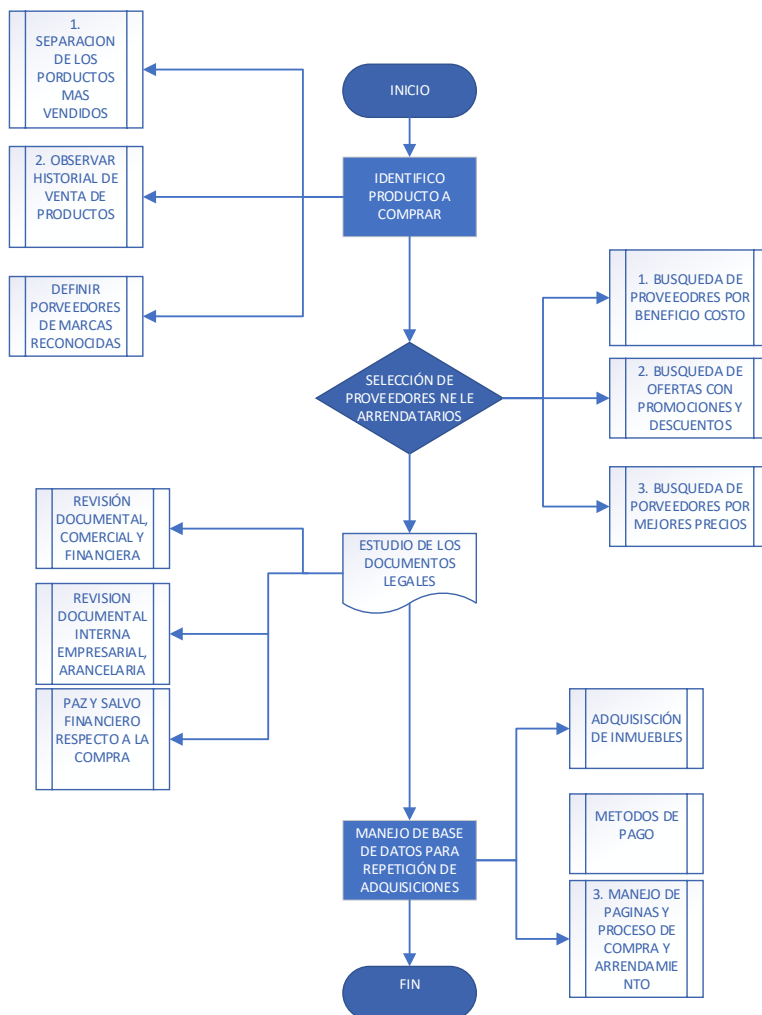 INICIO
IDENTIFICO
PRODUCTO A
COMPRAR
1.
SEPARACION
DE LOS
PORDUCTOS
MAS
VENDIDOS
2. OBSERVAR
HISTORIAL DE
VENTA DE
PRODUCTOS
DEFINIR
PORVEEDORES
DE MARCAS
RECONOCIDAS
SELECCIÓN DE
PROVEEDORES NE LE
ARRENDATARIOS
1. BUSQUEDA DE
PROVEEODRES POR
BENEFICIO COSTO
2. BUSQUEDA DE
OFERTAS CON
PROMOCIONES Y
DESCUENTOS
3. BUSQUEDA DE
PORVEEDORES POR
MEJORES PRECIOS
ESTUDIO DE LOS
DOCUMENTOS
LEGALES
REVISIÓN
DOCUMENTAL,
COMERCIAL Y
FINANCIERA
REVISION
DOCUMENTAL
INTERNA
EMPRESARIAL,
ARANCELARIA
PAZ Y SALVO
FINANCIERO
RESPECTO A LA
COMPRA
MANEJO DE BASE
DE DATOS PARA
REPETICIÓN DE
ADQUISICIONES
ADQUISISCIÓN
DE INMUEBLES
METODOS DE
PAGO
3. MANEJO DE
PAGINAS Y
PROCESO DE
COMPRA Y
ARRENDAMIE
NTO
FIN